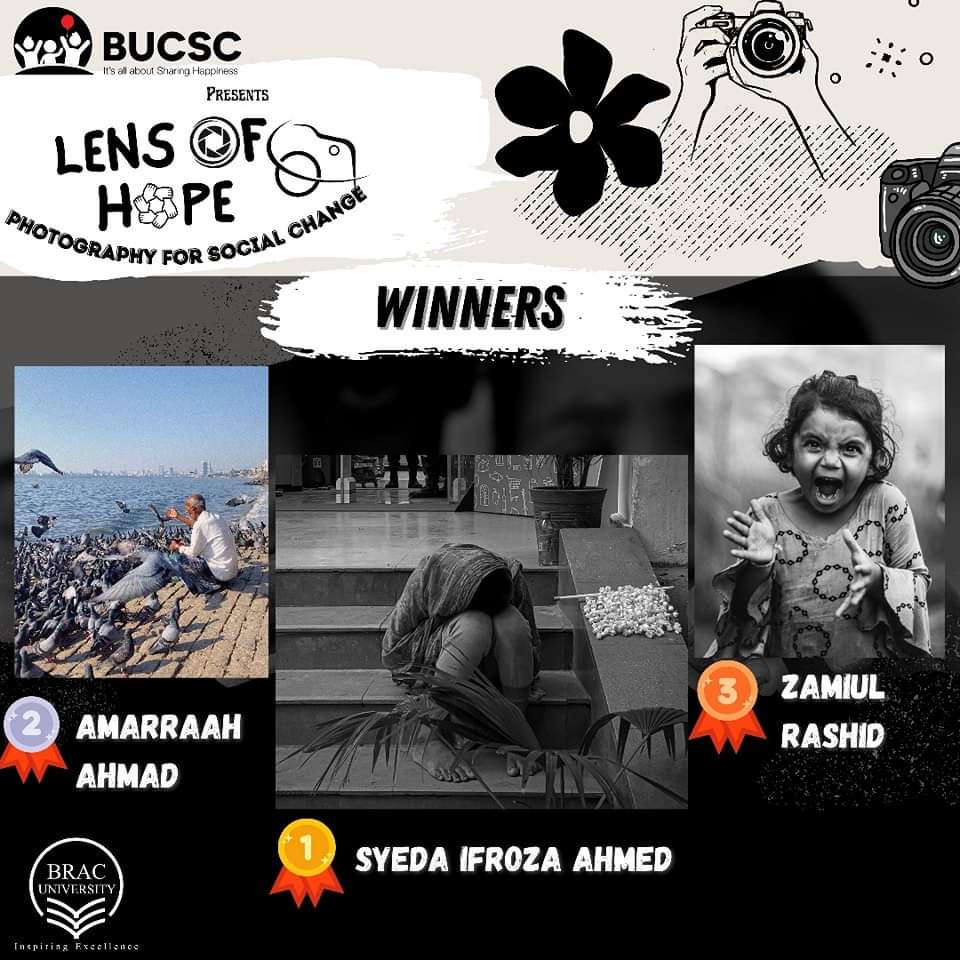 BUCSC
It's all about Sharing Happiness
PRESENTS
LENS OF
HOPE
PHOTOGRAPHY FOR SOCIAL CHANGE
WINNERS
2
AMARRAAH
AHMAD
3
ZAMIUL
RASHID
1
SYEDA IFROZA AHMED
BRAC
UNIVERSITY
Inspiring Excellence